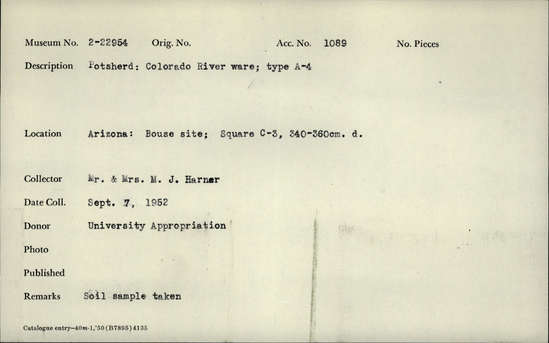 Museum No. 2-22954 Orig. No. Acc. No. 1089 No. Pieces
Description Potsherd: Colorado River ware; type A-4
Location Arizona: Bouse site; Square C-3, 340-360cm. d.
Collector Mr. & Mrs. M. J. Harner
Date Coll. Sept. 7, 1952
Donor University Appropriation
Photo
Published
Remarks Soil sample taken
Catalogue entry—40m-1,'50 (B7895) 4135